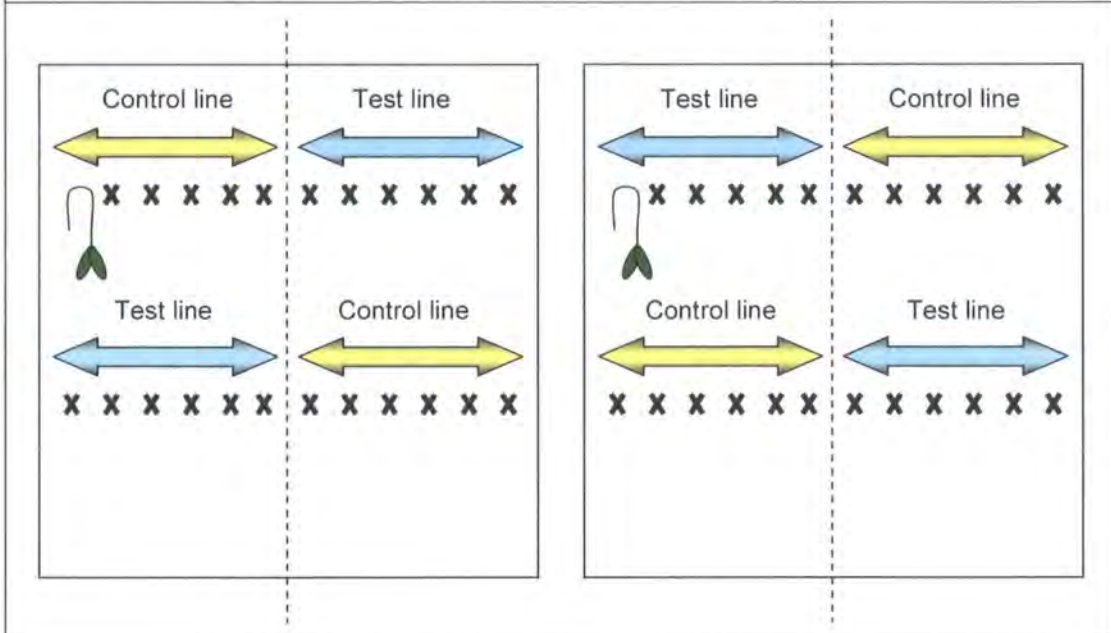 Control line Test line Test line Control line
X X X X X X X X X X X X X X X X X X X X X X
Test line Control line Control line Test line
X X X X X X X X X X X X X X X X X X X X X X X X